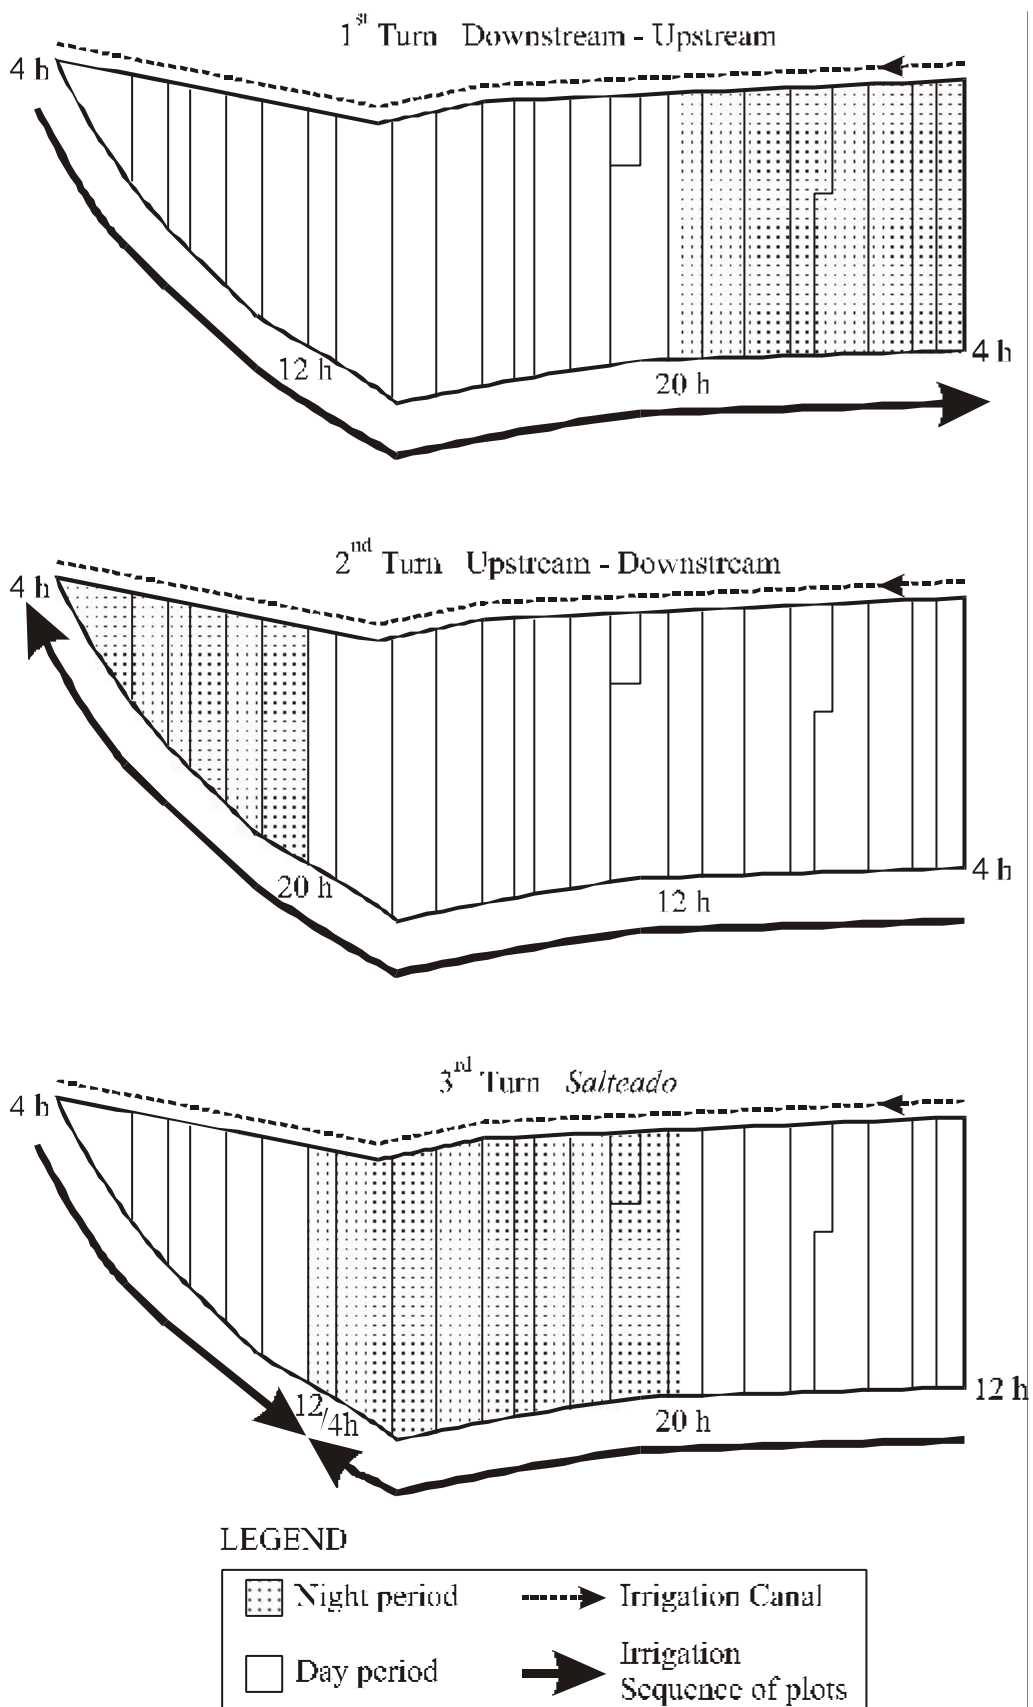 1st Turn Downstream - Upstream
4 h
12 h
20 h
4 h
2nd Turn Upstream - Downstream
4 h
20 h
12 h
4 h
3rd Turn Salteado
4 h
12/4h
20 h
12 h
LEGEND
Night period
Irrigation Canal
Day period
Irrigation
Sequence of plots